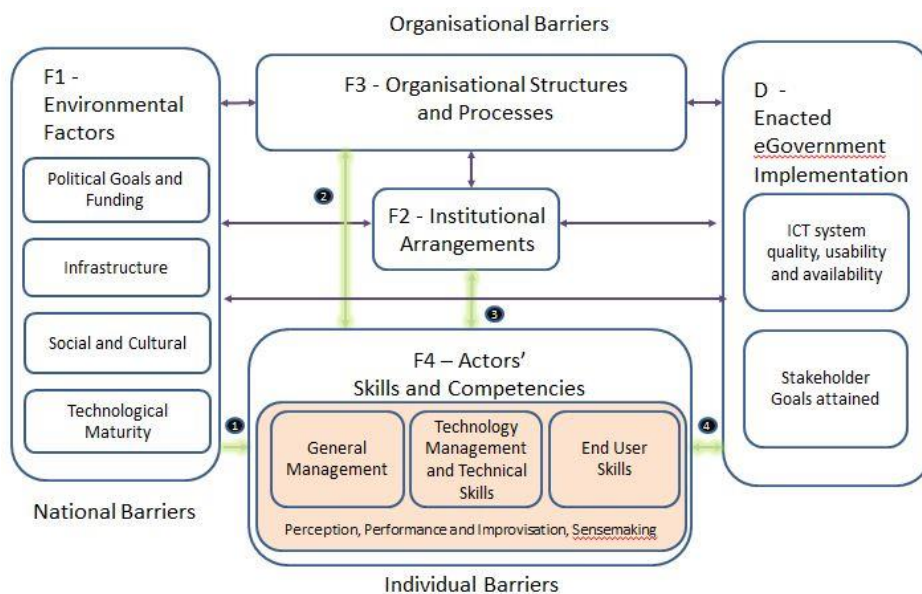 Organisational Barriers
F1 -
Environmental
Factors
Political Goals and
Funding
Infrastructure
Social and Cultural
Technological
Maturity
National Barriers
F3 - Organisational Structures
and Processes
2
F2 - Institutional
Arrangements
3
1
F4 – Actors’
Skills and Competencies
General
Management
Technology
Management
and Technical
Skills
End User
Skills
Perception, Performance and Improvisation, Sensemaking
Individual Barriers
4
D -
Enacted
eGovernment
Implementation
ICT system
quality, usability
and availability
Stakeholder
Goals attained